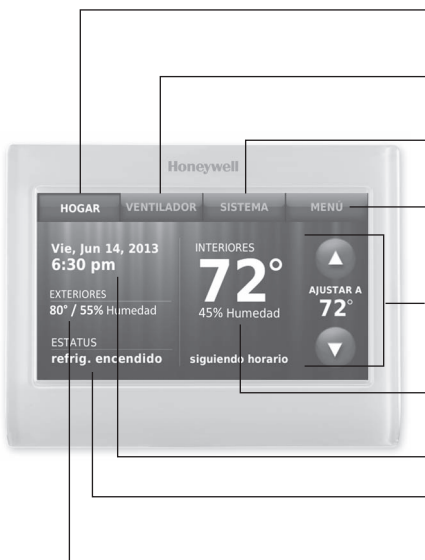 Honeywell
HOGAR VENTILADOR SISTEMA MENÚ
Vie, Jun 14, 2013
6:30 pm
EXTERIORES
80° / 55% Humedad
ESTATUS
refrig. encendido
INTERIORES
72°
45% Humedad
siguiendo horario
AJUSTAR A
72°